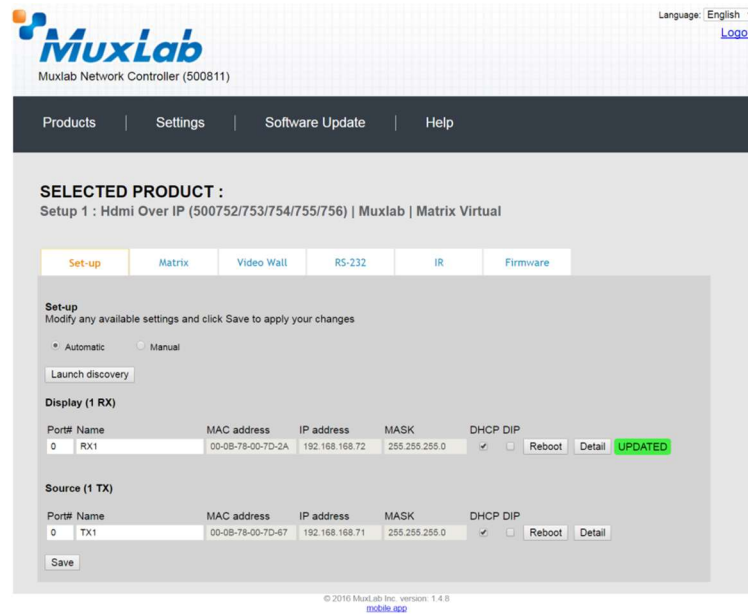 Language: English
Logo
MuxLab
Muxlab Network Controller (500811)
Products | Settings | Software Update | Help
SELECTED PRODUCT :
Setup 1 : Hdmi Over IP (500752/753/754/755/756) | Muxlab | Matrix Virtual
Set-up Matrix Video Wall RS-232 IR Firmware
Set-up
Modify any available settings and click Save to apply your changes
Automatic Manual
Launch discovery
Display (1 RX)
Port# Name MAC address IP address MASK DHCP DIP
0 RX1 00-0B-78-00-7D-2A 192.168.168.72 255.255.255.0 Reboot Detail UPDATED
Source (1 TX)
Port# Name MAC address IP address MASK DHCP DIP
0 TX1 00-0B-78-00-7D-67 192.168.168.71 255.255.255.0 Reboot Detail
Save
© 2016 MuxLab Inc. version: 1.4.8
mobile app